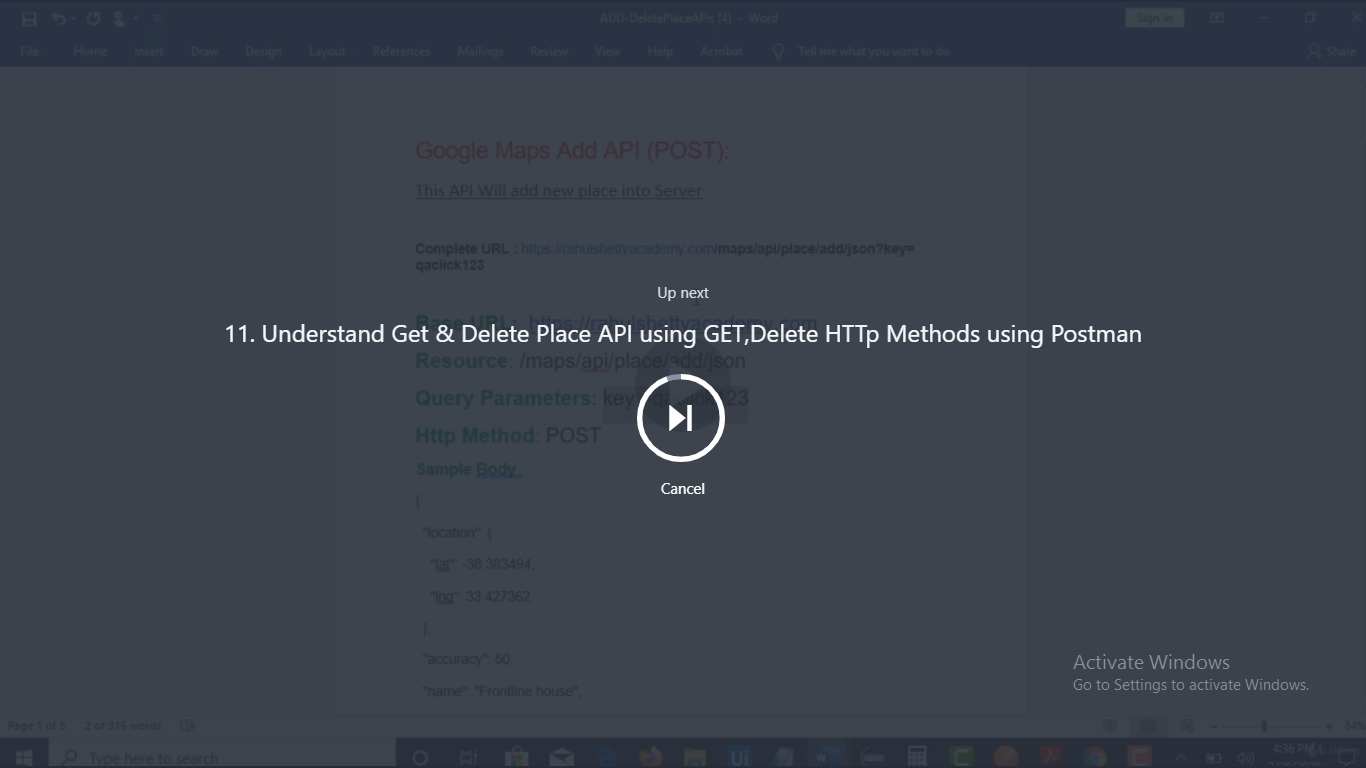 ADD-DeletePlaceAPIs (4) - Word
Sign in
File Home Insert Draw Design Layout References Mailings Review View Help Acrobat Tell me what you want to do Share
Google Maps Add API (POST):
This API Will add new place into Server
Complete URL : https://rahulshettyacademy.com/maps/api/place/add/json?key=
qaclick123
Up next
Base URL: https://rahulshettyacademy.com
11. Understand Get & Delete Place API using GET,Delete HTTp Methods using Postman
Resource: /maps/api/place/add/json
Query Parameters: key =qaclick123
Http Method: POST
Sample Body
Cancel
{
"location": {
"lat": -38.383494,
"lng": 33.427362
},
"accuracy": 50,
"name": "Frontline house",
Activate Windows
Go to Settings to activate Windows.
Page 1 of 8 2 of 316 words 84%
Type here to search
4:36 PM